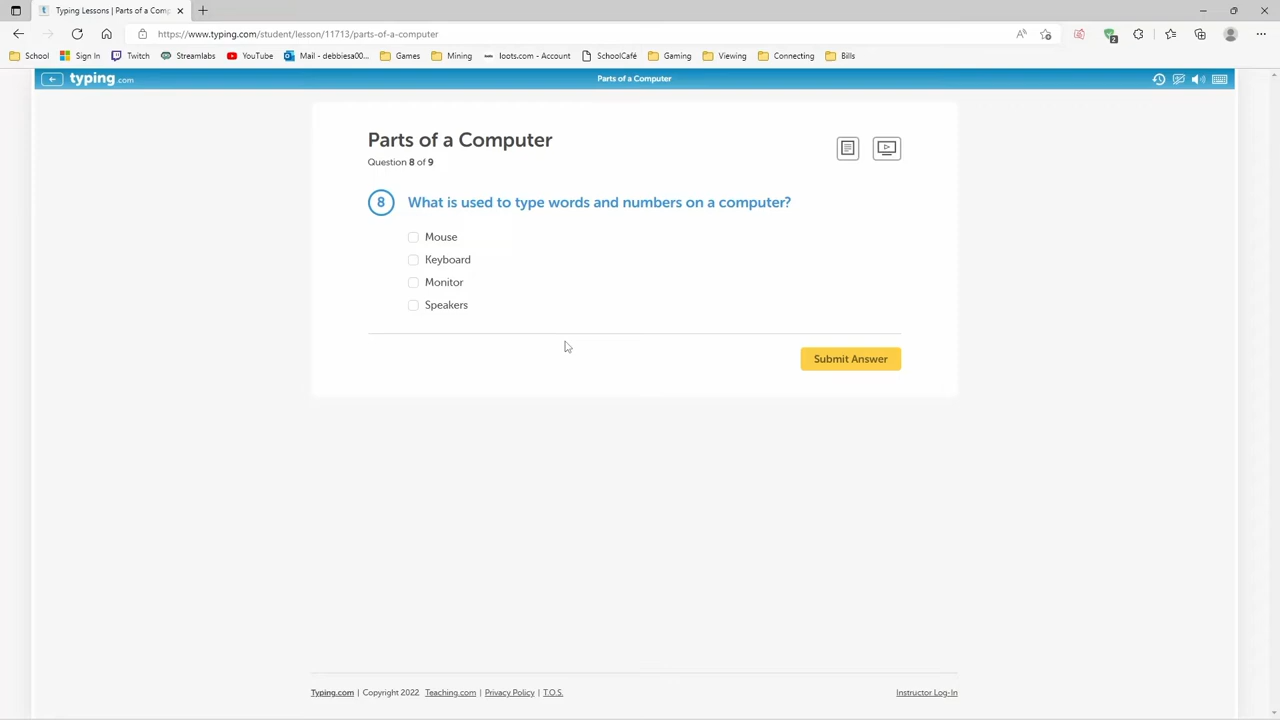 Typing Lessons | Parts of a Comp
https://www.typing.com/student/lesson/11713/parts-of-a-computer
School Sign In Twitch Streamlabs YouTube Mail - debbiesa00... Games Mining loots.com - Account SchoolCafé Gaming Viewing Connecting Bills
typing.com Parts of a Computer
Parts of a Computer
Question 8 of 9
8 What is used to type words and numbers on a computer?
Mouse
Keyboard
Monitor
Speakers
Submit Answer
Typing.com | Copyright 2022 Teaching.com | Privacy Policy | T.O.S. Instructor Log-In